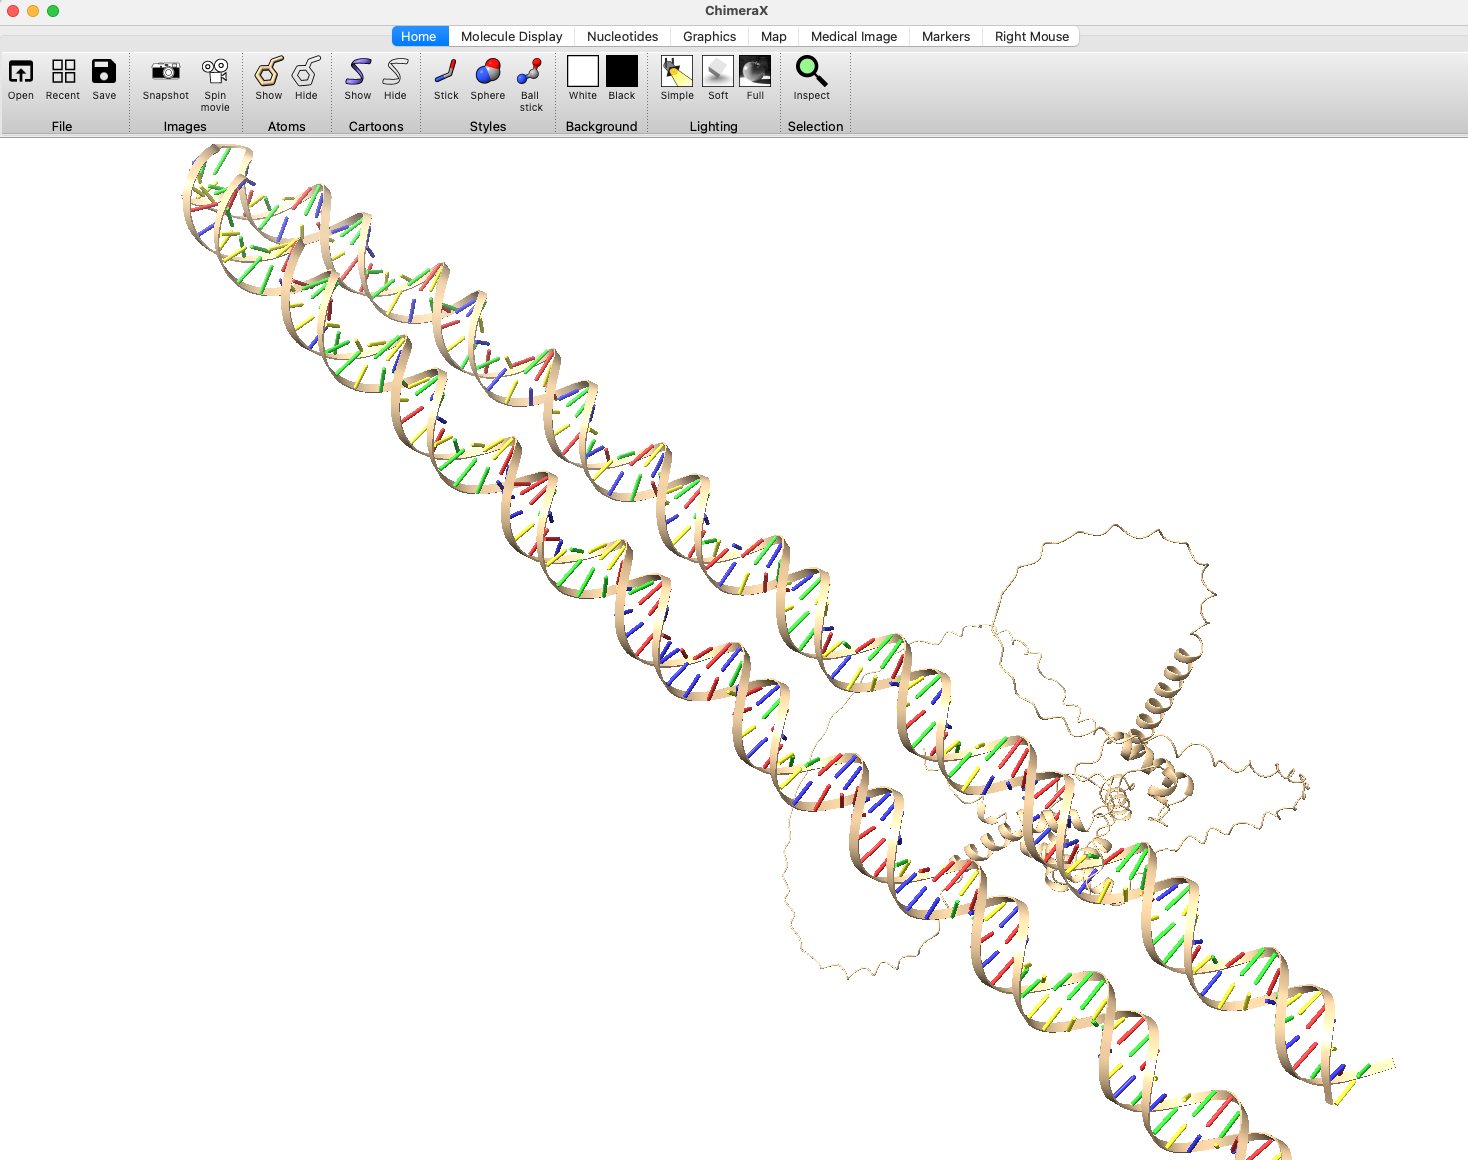 ChimeraX
Home Molecule Display Nucleotides Graphics Map Medical Image Markers Right Mouse
Open Recent Save Snapshot Spin movie Show Hide Show Hide Stick Sphere Ball stick White Black Simple Soft Full Inspect
File Images Atoms Cartoons Styles Background Lighting Selection